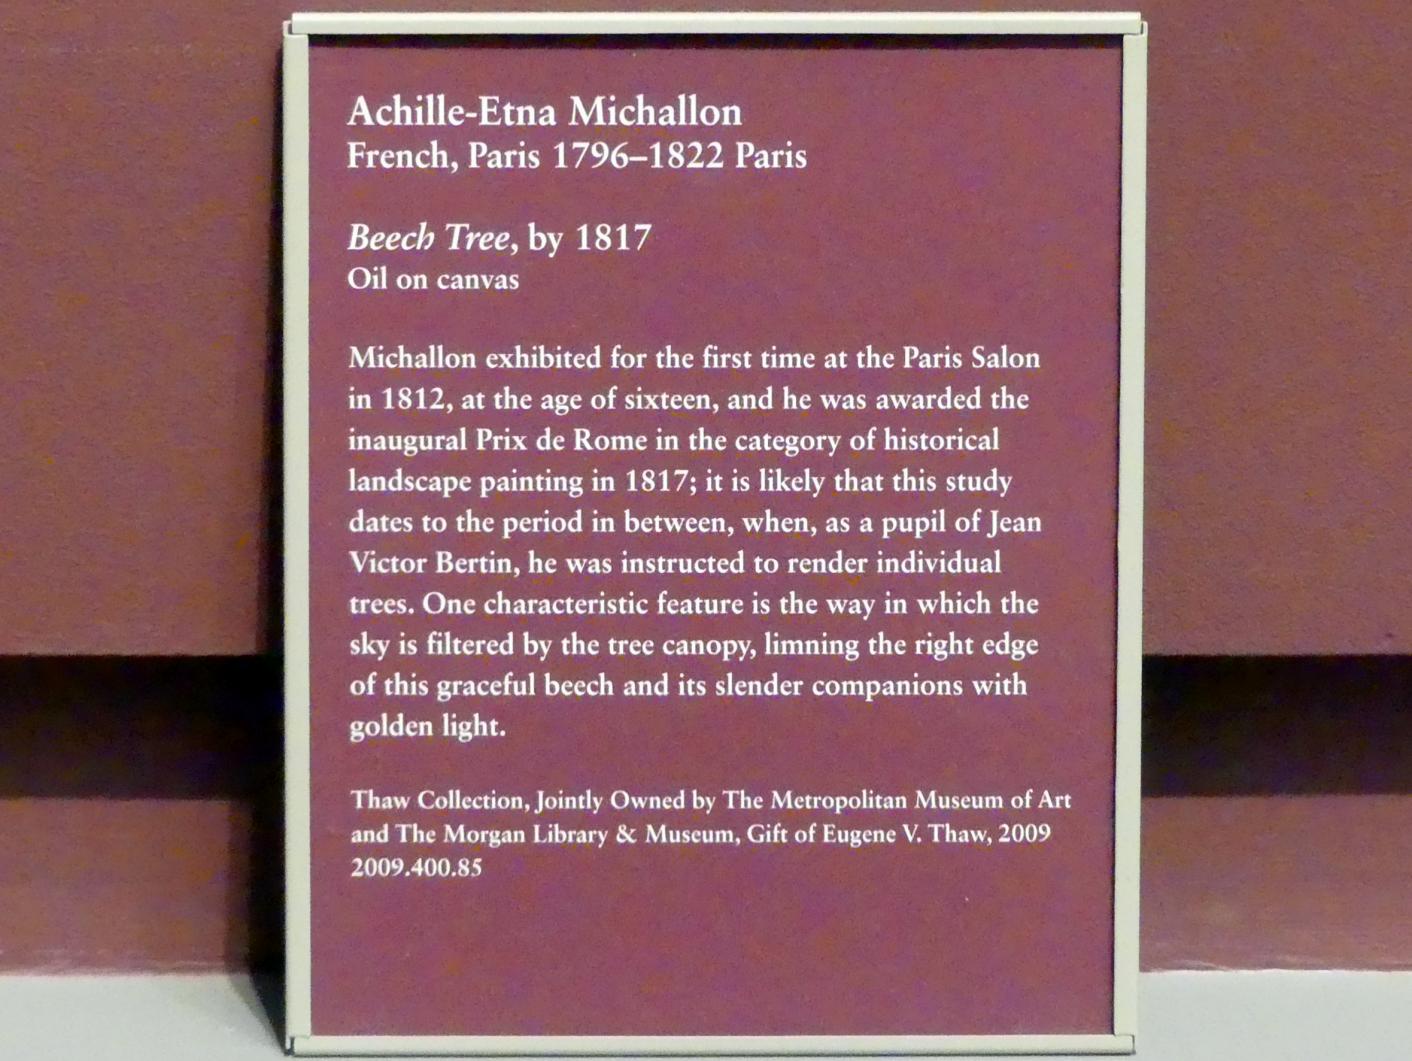 Achille-Etna Michallon
French, Paris 1796–1822 Paris
Beech Tree, by 1817
Oil on canvas
Michallon exhibited for the first time at the Paris Salon
in 1812, at the age of sixteen, and he was awarded the
inaugural Prix de Rome in the category of historical
landscape painting in 1817; it is likely that this study
dates to the period in between, when, as a pupil of Jean
Victor Bertin, he was instructed to render individual
trees. One characteristic feature is the way in which the
sky is filtered by the tree canopy, limning the right edge
of this graceful beech and its slender companions with
golden light.
Thaw Collection, Jointly Owned by The Metropolitan Museum of Art
and The Morgan Library & Museum, Gift of Eugene V. Thaw, 2009
2009.400.85